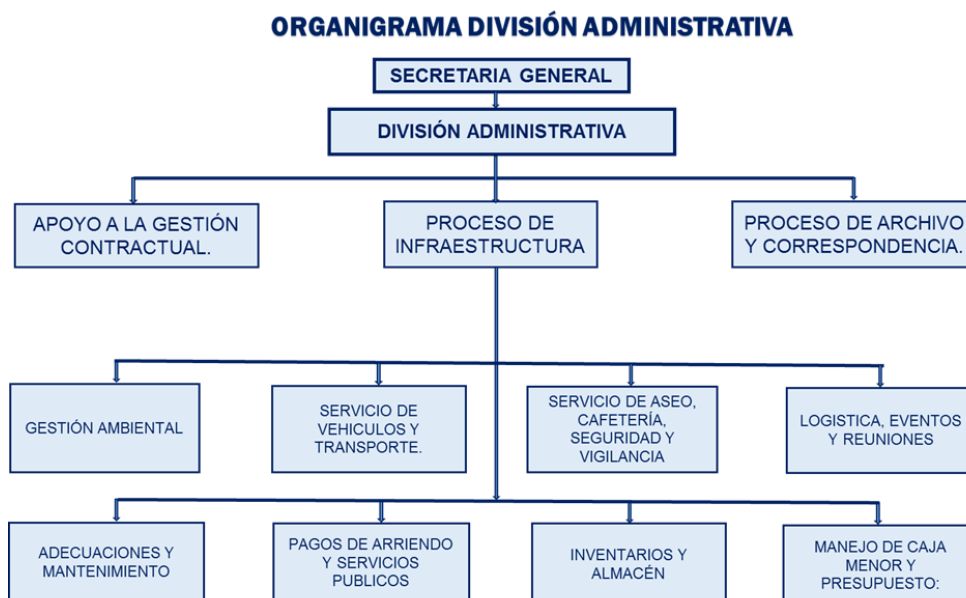 ORGANIGRAMA DIVISIÓN ADMINISTRATIVA
SECRETARIA GENERAL
DIVISIÓN ADMINISTRATIVA
APOYO A LA GESTIÓN
CONTRACTUAL.
PROCESO DE
INFRAESTRUCTURA
PROCESO DE ARCHIVO
Y CORRESPONDENCIA.
GESTIÓN AMBIENTAL
SERVICIO DE
VEHICULOS Y
TRANSPORTE.
SERVICIO DE ASEO,
CAFETERÍA,
SEGURIDAD Y
VIGILANCIA
LOGISTICA, EVENTOS
Y REUNIONES
ADECUACIONES Y
MANTENIMIENTO
PAGOS DE ARRIENDO
Y SERVICIOS
PUBLICOS
INVENTARIOS Y
ALMACÉN
MANEJO DE CAJA
MENOR Y
PRESUPUESTO: